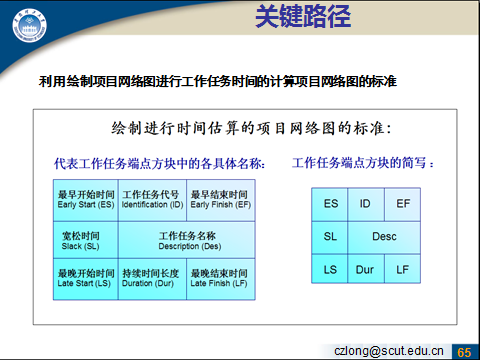 关键路径
利用绘制项目网络图进行工作任务时间的计算项目网络图的标准
绘制进行时间估算的项目网络图的标准:
代表工作任务端点方块中的各具体名称:
工作任务端点方块的简写:
最早开始时间 工作任务代号 最早结束时间
Early Start (ES) Identification (ID) Early Finish (EF)
宽松时间 工作任务名称
Slack (SL) Description (Des)
最晚开始时间 持续时间长度 最晚结束时间
Late Start (LS) Duration (Dur) Late Finish (LF)
ES ID EF
SL Desc
LS Dur LF
czlong@scut.edu.cn 65